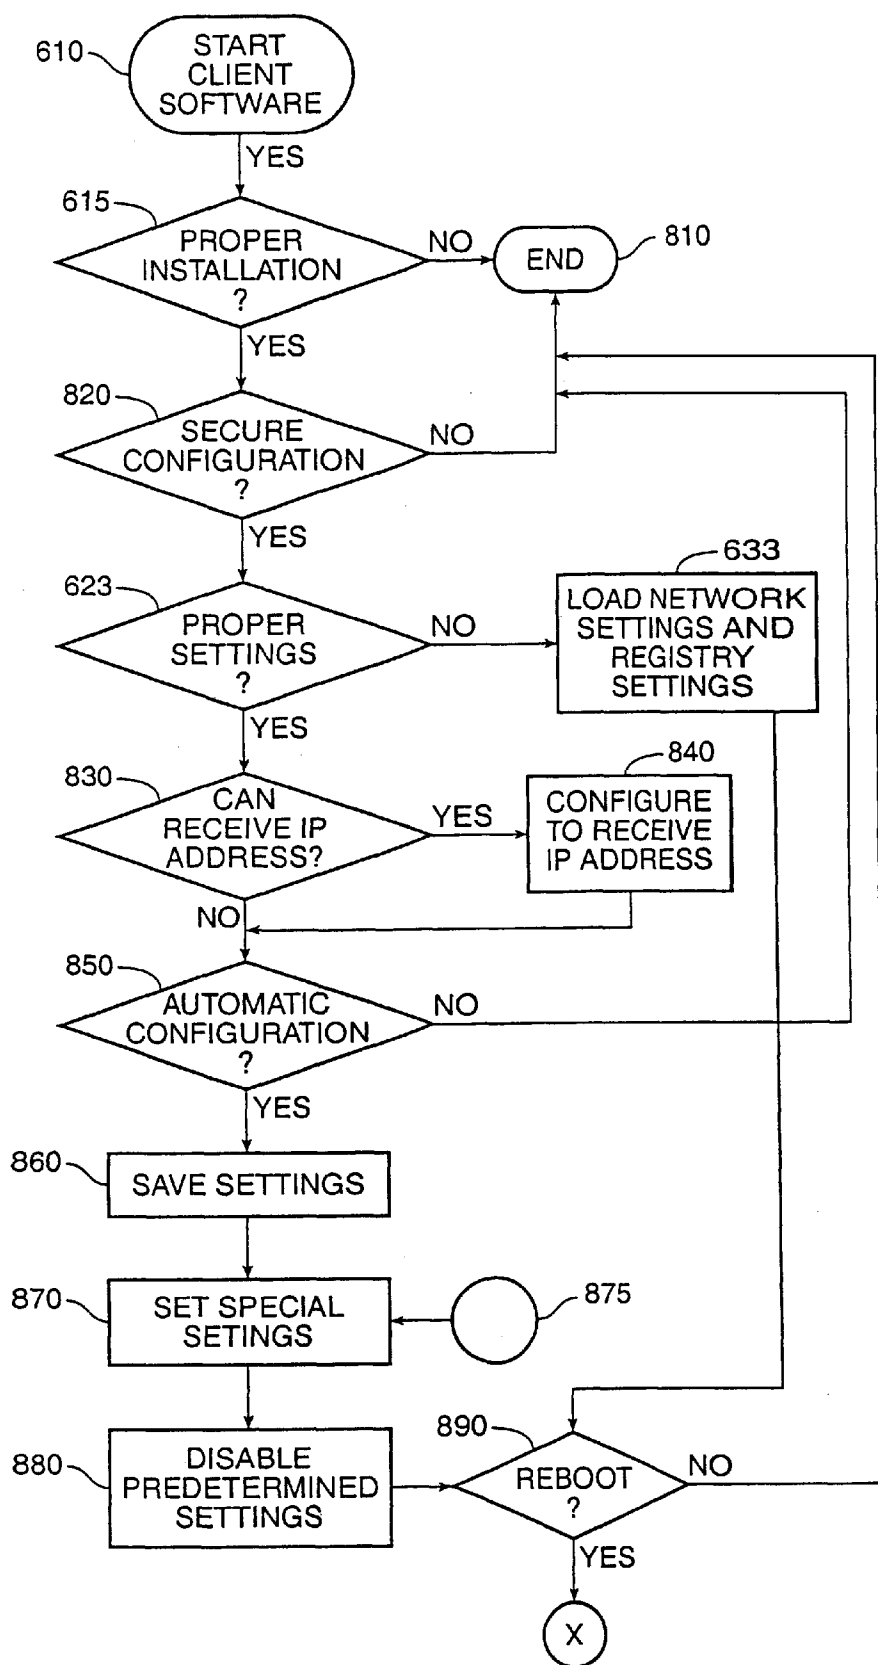 610
START
CLIENT
SOFTWARE
YES
615
PROPER
INSTALLATION
?
NO
END
810
YES
820
SECURE
CONFIGURATION
?
NO
YES
623
PROPER
SETTINGS
?
NO
633
LOAD NETWORK
SETTINGS AND
REGISTRY
SETTINGS
YES
830
CAN
RECEIVE IP
ADDRESS?
YES
840
CONFIGURE
TO RECEIVE
IP ADDRESS
NO
850
AUTOMATIC
CONFIGURATION
?
NO
YES
860
SAVE SETTINGS
870
SET SPECIAL
SETINGS
875
880
DISABLE
PREDETERMINED
SETTINGS
890
REBOOT
?
NO
YES
X